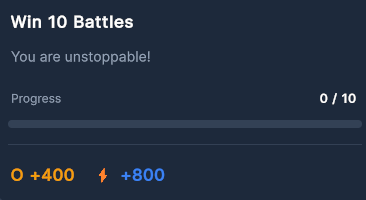 Win 10 Battles
You are unstoppable!
Progress 0 / 10
+400 +800